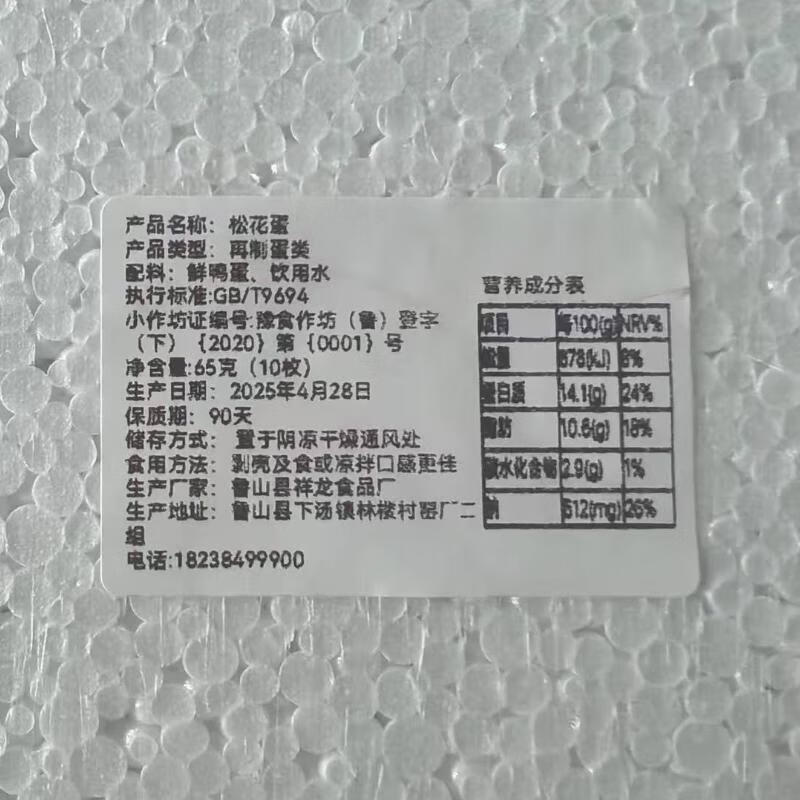 产品名称：松花蛋
产品类型：再制蛋类
配料：鲜鸭蛋、饮用水
执行标准:GB/T9694
小作坊证编号:豫食作坊（鲁）登字
（下）{2020}第{0001}号
净含量:65克（10枚）
生产日期：2025年4月28日
保质期：90天
储存方式：置于阴凉干燥通风处
食用方法：剥壳及食或凉拌口感更佳
生产厂家：鲁山县祥龙食品厂
生产地址：鲁山县下汤镇林楼村窑厂二
组
电话:18238499900
营养成分表
项目 每100(g) NRV%
能量 678(kJ) 8%
蛋白质 14.1(g) 24%
脂肪 10.6(g) 18%
碳水化合物 2.9(g) 1%
钠 512(mg) 26%